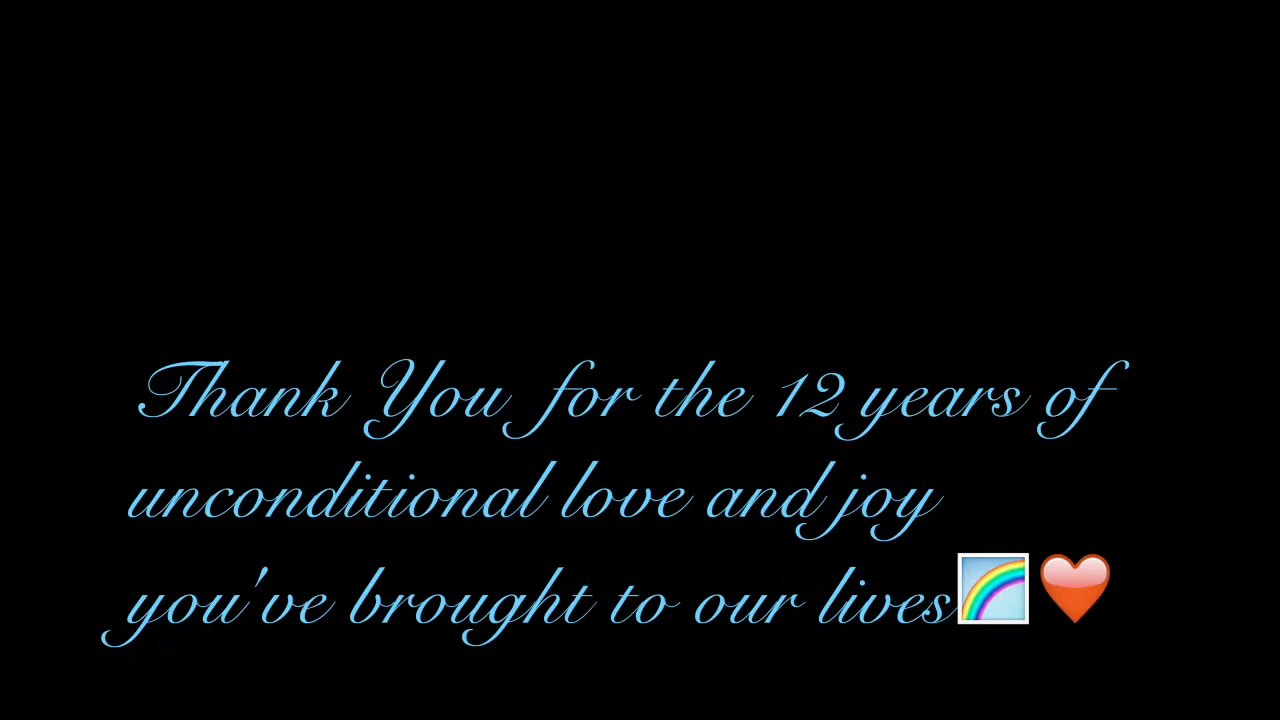 Thank You for the 12 years of
unconditional love and joy
you've brought to our lives🌈❤️